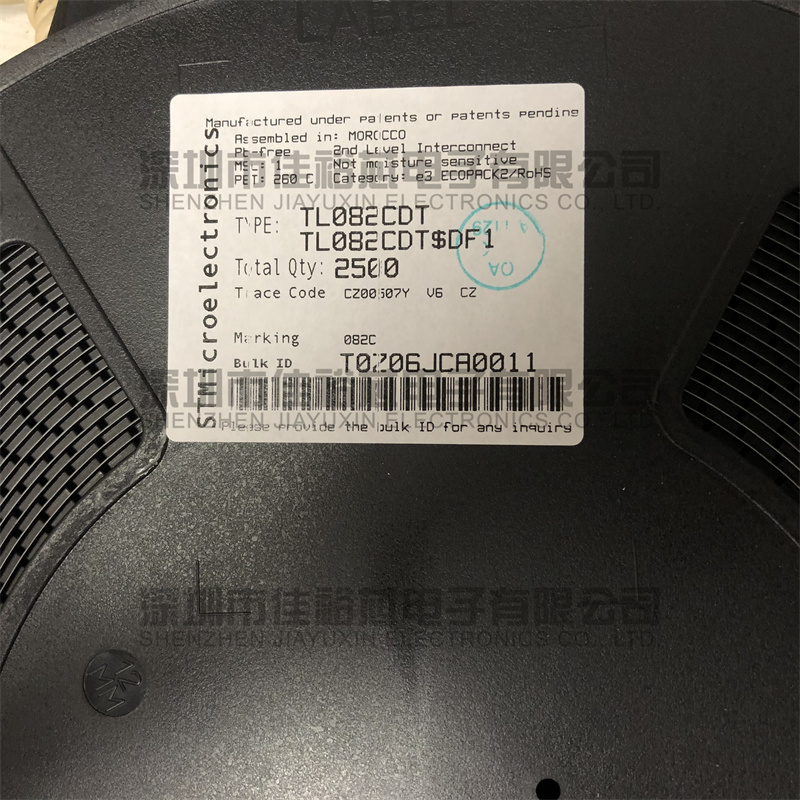 LABEL
Manufactured under patents or patents pending
Assembled in: MOROCCO
Pb-free 2nd Level Interconnect
MSL: 1 Not moisture sensitive
PBT: 260 C Category: e3 ECOPACK2/RoHS
STMicroelectronics
TYPE: TL082CDT
TL082CDT$DF1
Total Qty: 2500
Trace Code CZ00607Y V6 CZ
Marking 082C
Bulk ID T0Z06JCA0011
Please provide the bulk ID for any inquiry
QA
深圳市佳裕芯电子有限公司
SHENZHEN JIAYUXIN ELECTRONICS CO., LTD.
深圳市佳裕芯电子有限公司
SHENZHEN JIAYUXIN ELECTRONICS CO., LTD.
深圳市佳裕芯电子有限公司
SHENZHEN JIAYUXIN ELECTRONICS CO., LTD.